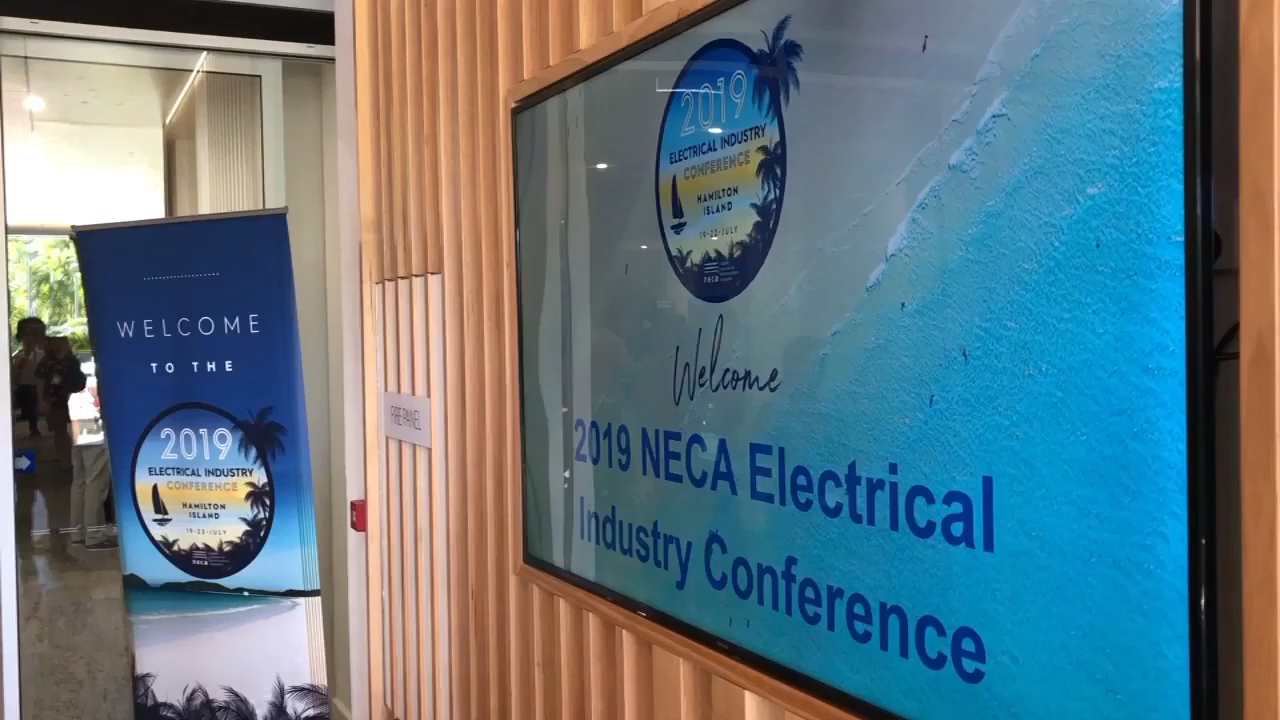 WELCOME
TO THE
2019
ELECTRICAL INDUSTRY
CONFERENCE
HAMILTON
ISLAND
19-22 JULY
neca
FIRE PANEL
2019
ELECTRICAL INDUSTRY
CONFERENCE
HAMILTON
ISLAND
19-22 JULY
neca
Welcome
2019 NECA Electrical
Industry Conference